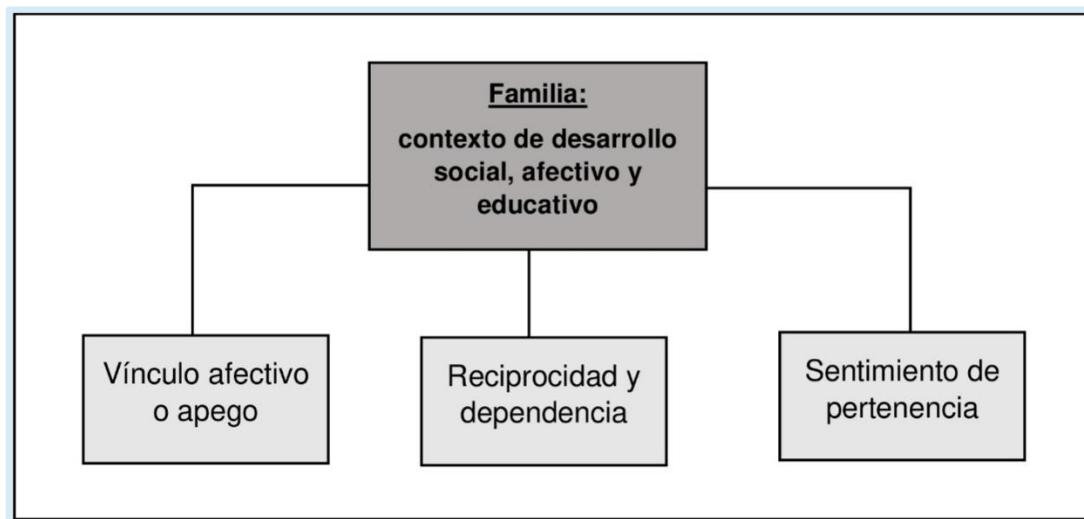 Familia:
contexto de desarrollo
social, afectivo y
educativo
Vínculo afectivo
o apego
Reciprocidad y
dependencia
Sentimiento de
pertenencia